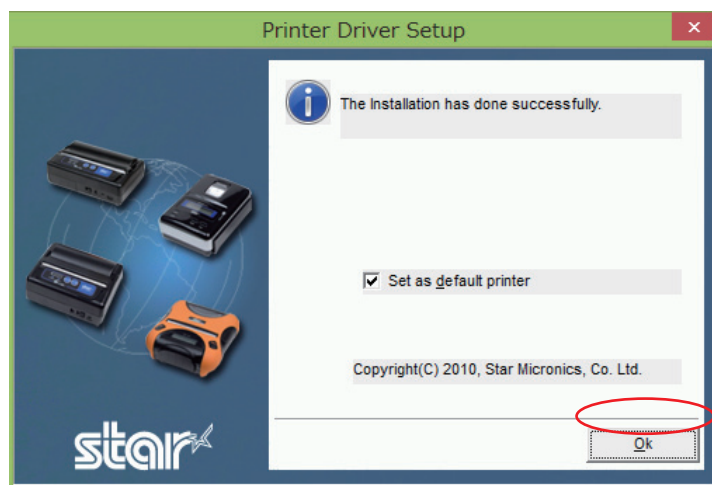 Printer Driver Setup
The Installation has done successfully.
Set as default printer
Copyright(C) 2010, Star Micronics, Co. Ltd.
star
Ok